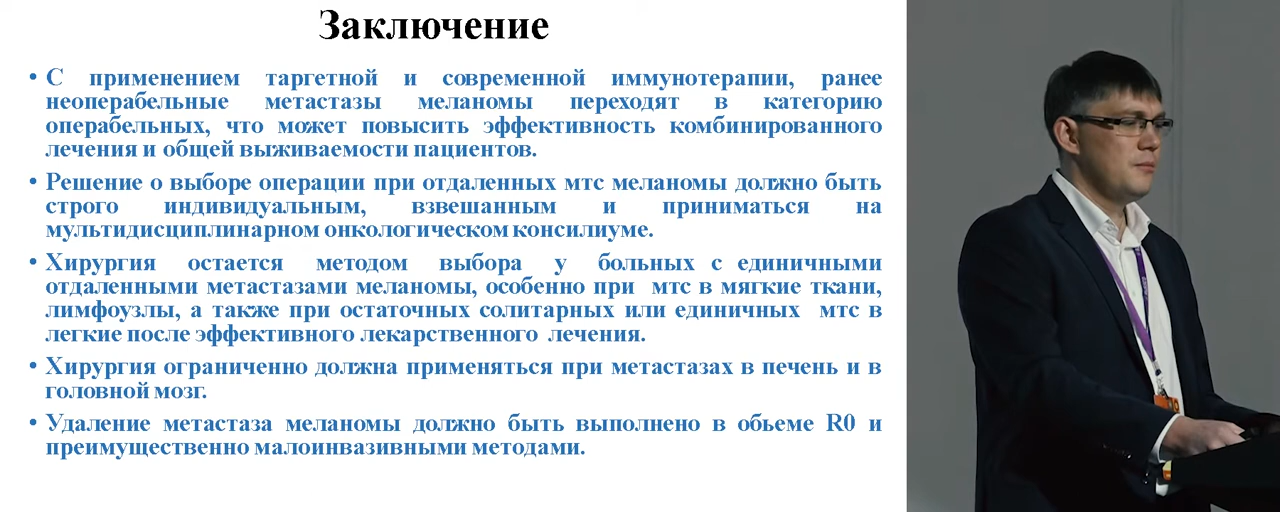 Заключение
• С применением таргетной и современной иммунотерапии, ранее
неоперабельные метастазы меланомы переходят в категорию
операбельных, что может повысить эффективность комбинированного
лечения и общей выживаемости пациентов.
• Решение о выборе операции при отдаленных мтс меланомы должно быть
строго индивидуальным, взвешанным и приниматься на
мультидисциплинарном онкологическом консилиуме.
• Хирургия остается методом выбора у больных с единичными
отдаленными метастазами меланомы, особенно при мтс в мягкие ткани,
лимфоузлы, а также при остаточных солитарных или единичных мтс в
легкие после эффективного лекарственного лечения.
• Хирургия ограниченно должна применяться при метастазах в печень и в
головной мозг.
• Удаление метастаза меланомы должно быть выполнено в обьеме R0 и
преимущественно малоинвазивными методами.